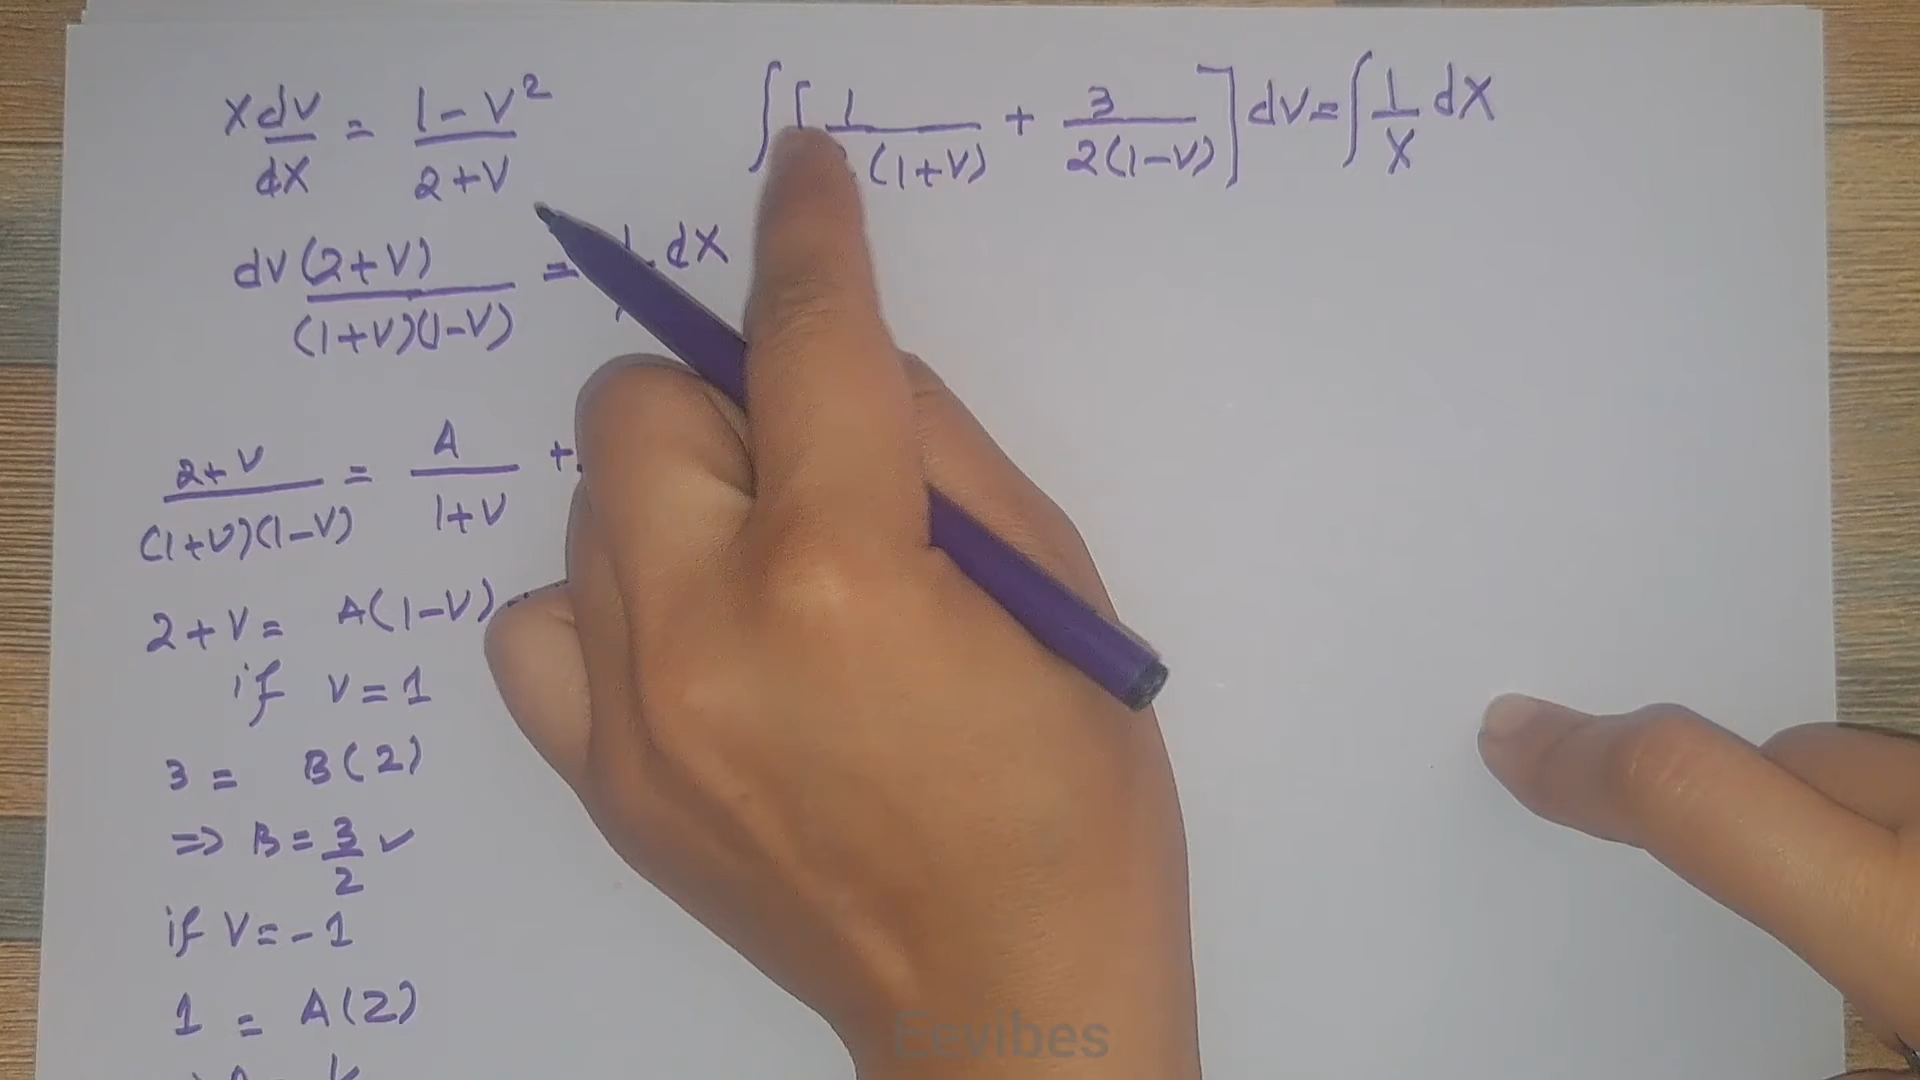 x dv/dx = 1-v²/2+v
dv(2+v)/(1+v)(1-v) = dx
2+v/(1+v)(1-v) = A/1+v +
2+v = A(1-v)
if v=1
3 = B(2)
=> B = 3/2 ✓
if v=-1
1 = A(2)
∫[1/(1+v) + 3/2(1-v)]dv = ∫1/x dx
Eevibes